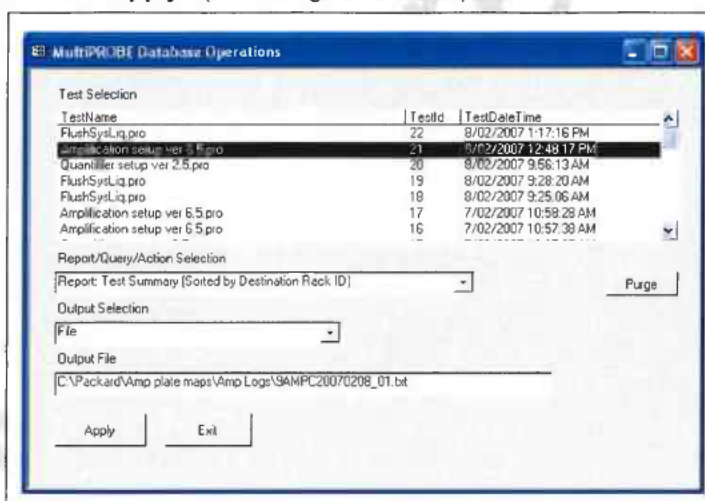 MultiPROBE Database Operations
Test Selection
TestName TestId TestDateTime
FlushSysLiq.pro 22 8/02/2007 1:17:16 PM
Amplification setup ver 6.5.pro 21 8/02/2007 12:48:17 PM
Quantifiler setup ver 2.5.pro 20 8/02/2007 9:56:13 AM
FlushSysLiq.pro 19 8/02/2007 9:28:20 AM
FlushSysLiq.pro 18 8/02/2007 9:25:06 AM
Amplification setup ver 6.5.pro 17 7/02/2007 10:58:28 AM
Amplification setup ver 6.5.pro 16 7/02/2007 10:57:38 AM
Report/Query/Action Selection
Report: Test Summary (Sorted by Destination Rack ID)
Purge
Output Selection
File
Output File
C:\Packard\Amp plate maps\Amp Logs\9AMPC20070208_01.txt
Apply Exit